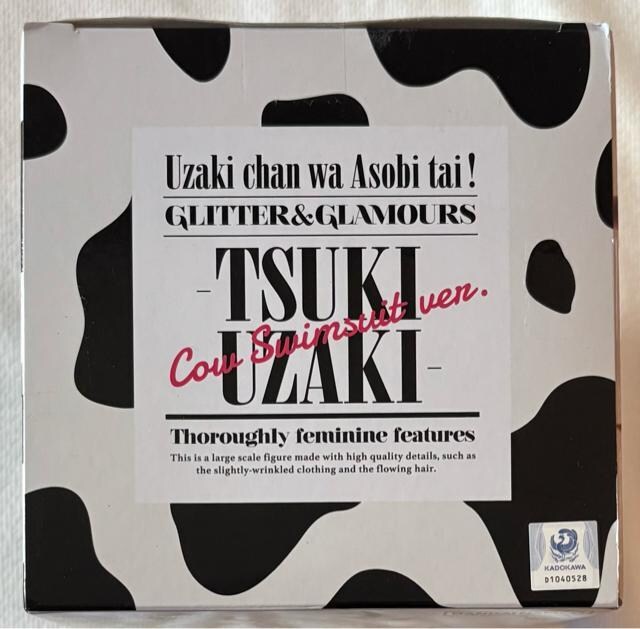 Uzaki chan wa Asobi tai!
GLITTER&GLAMOURS
-TSUKI
Cow Swimsuit ver.
UZAKI-
Thoroughly feminine features
This is a large scale figure made with high quality details, such as
the slightly-wrinkled clothing and the flowing hair.
KADOKAWA
D1040528